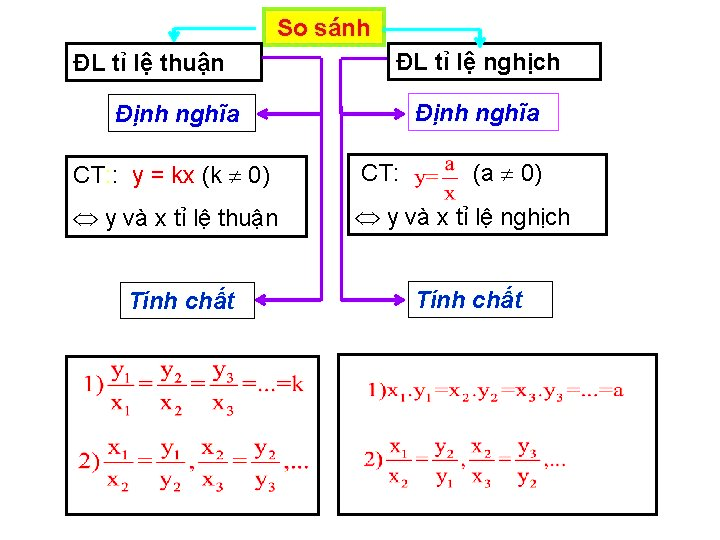 So sánh
ĐL tỉ lệ thuận
Định nghĩa
CT: : y = kx (k ≠ 0)
⇔ y và x tỉ lệ thuận
Tính chất
1) y₁/x₁ = y₂/x₂ = y₃/x₃ =...=k
2) x₁/x₂ = y₁/y₂ , x₂/x₃ = y₂/y₃ ,...
ĐL tỉ lệ nghịch
Định nghĩa
CT: y= a/x (a ≠ 0)
⇔ y và x tỉ lệ nghịch
Tính chất
1)x₁.y₁=x₂.y₂=x₃.y₃=...=a
2) x₁/x₂ = y₂/y₁ , x₂/x₃ = y₃/y₂ ,...